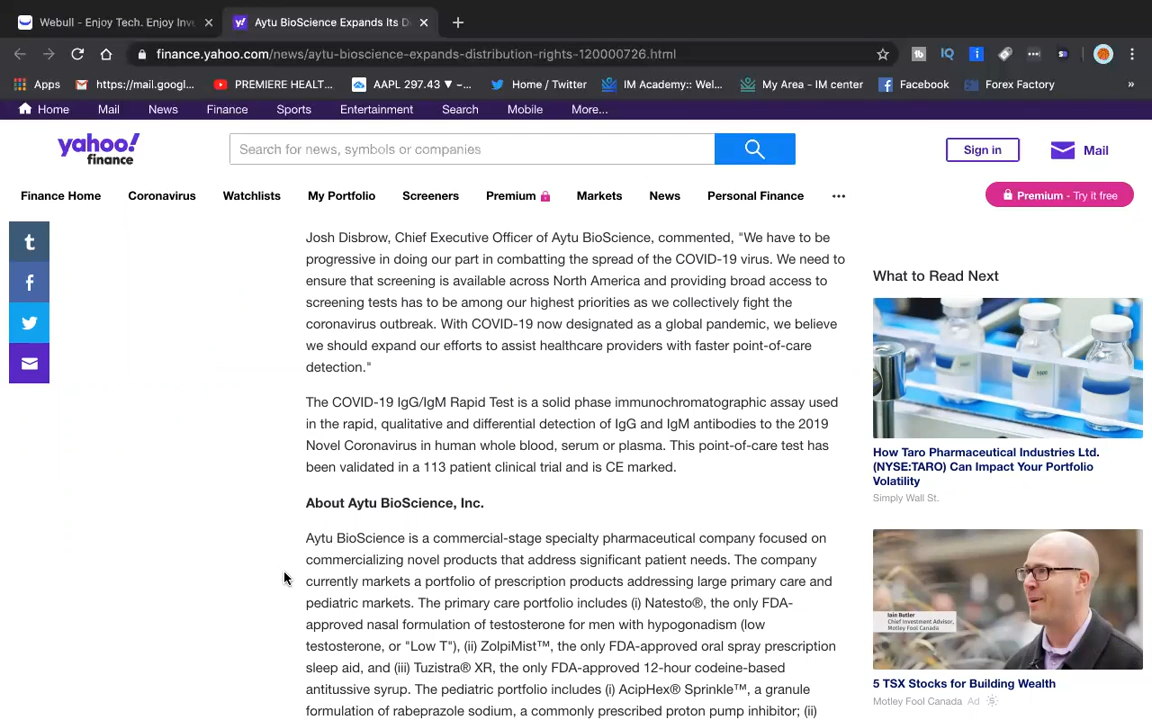 Webull - Enjoy Tech. Enjoy Inv
Aytu BioScience Expands Its D
finance.yahoo.com/news/aytu-bioscience-expands-distribution-rights-120000726.html
Apps
https://mail.googl...
PREMIERE HEALT...
AAPL 297.43 ▼ –...
Home / Twitter
IM Academy:: Wel...
My Area - IM center
Facebook
Forex Factory
»
Home
Mail
News
Finance
Sports
Entertainment
Search
Mobile
More...
yahoo!
finance
Search for news, symbols or companies
Sign in
Mail
Finance Home
Coronavirus
Watchlists
My Portfolio
Screeners
Premium
Markets
News
Personal Finance
Premium - Try it free
Josh Disbrow, Chief Executive Officer of Aytu BioScience, commented, "We have to be
progressive in doing our part in combatting the spread of the COVID-19 virus. We need to
ensure that screening is available across North America and providing broad access to
screening tests has to be among our highest priorities as we collectively fight the
coronavirus outbreak. With COVID-19 now designated as a global pandemic, we believe
we should expand our efforts to assist healthcare providers with faster point-of-care
detection."
The COVID-19 IgG/IgM Rapid Test is a solid phase immunochromatographic assay used
in the rapid, qualitative and differential detection of IgG and IgM antibodies to the 2019
Novel Coronavirus in human whole blood, serum or plasma. This point-of-care test has
been validated in a 113 patient clinical trial and is CE marked.
About Aytu BioScience, Inc.
Aytu BioScience is a commercial-stage specialty pharmaceutical company focused on
commercializing novel products that address significant patient needs. The company
currently markets a portfolio of prescription products addressing large primary care and
pediatric markets. The primary care portfolio includes (i) Natesto®, the only FDA-
approved nasal formulation of testosterone for men with hypogonadism (low
testosterone, or "Low T"), (ii) ZolpiMist™, the only FDA-approved oral spray prescription
sleep aid, and (iii) Tuzistra® XR, the only FDA-approved 12-hour codeine-based
antitussive syrup. The pediatric portfolio includes (i) AcipHex® Sprinkle™, a granule
formulation of rabeprazole sodium, a commonly prescribed proton pump inhibitor; (ii)
What to Read Next
How Taro Pharmaceutical Industries Ltd.
(NYSE:TARO) Can Impact Your Portfolio
Volatility
Simply Wall St.
Iain Butler
Chief Investment Advisor,
Motley Fool Canada
5 TSX Stocks for Building Wealth
Motley Fool Canada Ad